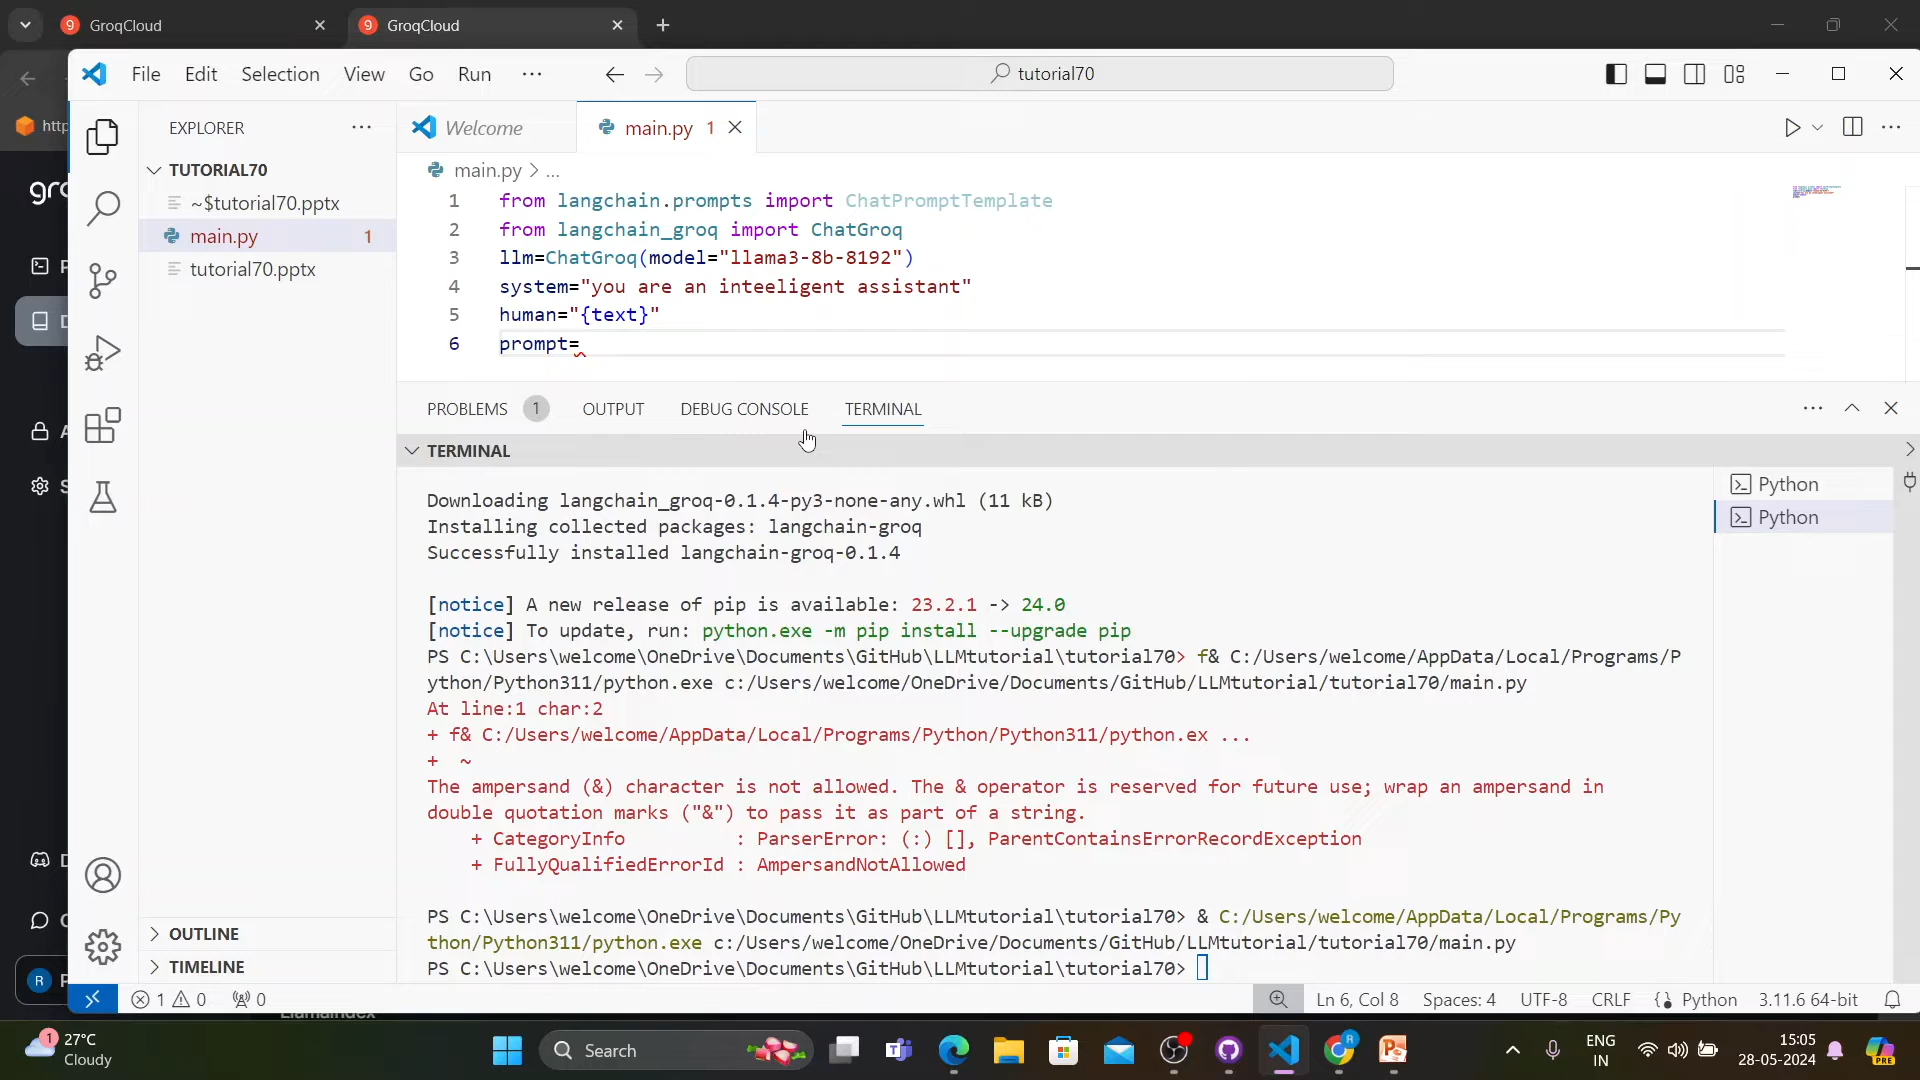 GroqCloud
GroqCloud
http
File Edit Selection View Go Run ···
tutorial70
EXPLORER
Welcome
main.py 1
TUTORIAL70
~$tutorial70.pptx
main.py 1
tutorial70.pptx
main.py > ...
1 from langchain.prompts import ChatPromptTemplate
2 from langchain_groq import ChatGroq
3 llm=ChatGroq(model="llama3-8b-8192")
4 system="you are an inteeligent assistant"
5 human="{text}"
6 prompt=
PROBLEMS 1 OUTPUT DEBUG CONSOLE TERMINAL
TERMINAL
Python
Python
Downloading langchain_groq-0.1.4-py3-none-any.whl (11 kB)
Installing collected packages: langchain-groq
Successfully installed langchain-groq-0.1.4
[notice] A new release of pip is available: 23.2.1 -> 24.0
[notice] To update, run: python.exe -m pip install --upgrade pip
PS C:\Users\welcome\OneDrive\Documents\GitHub\LLMtutorial\tutorial70> f& C:/Users/welcome/AppData/Local/Programs/P
ython/Python311/python.exe c:/Users/welcome/OneDrive/Documents/GitHub/LLMtutorial/tutorial70/main.py
At line:1 char:2
+ f& C:/Users/welcome/AppData/Local/Programs/Python/Python311/python.ex ...
+  ~
The ampersand (&) character is not allowed. The & operator is reserved for future use; wrap an ampersand in
double quotation marks ("&") to pass it as part of a string.
+ CategoryInfo : ParserError: (:) [], ParentContainsErrorRecordException
+ FullyQualifiedErrorId : AmpersandNotAllowed
PS C:\Users\welcome\OneDrive\Documents\GitHub\LLMtutorial\tutorial70> & C:/Users/welcome/AppData/Local/Programs/Py
thon/Python311/python.exe c:/Users/welcome/OneDrive/Documents/GitHub/LLMtutorial/tutorial70/main.py
PS C:\Users\welcome\OneDrive\Documents\GitHub\LLMtutorial\tutorial70>
OUTLINE
TIMELINE
1 0 0
Ln 6, Col 8 Spaces: 4 UTF-8 CRLF Python 3.11.6 64-bit
27°C
Cloudy
Search
ENG
IN
15:05
28-05-2024